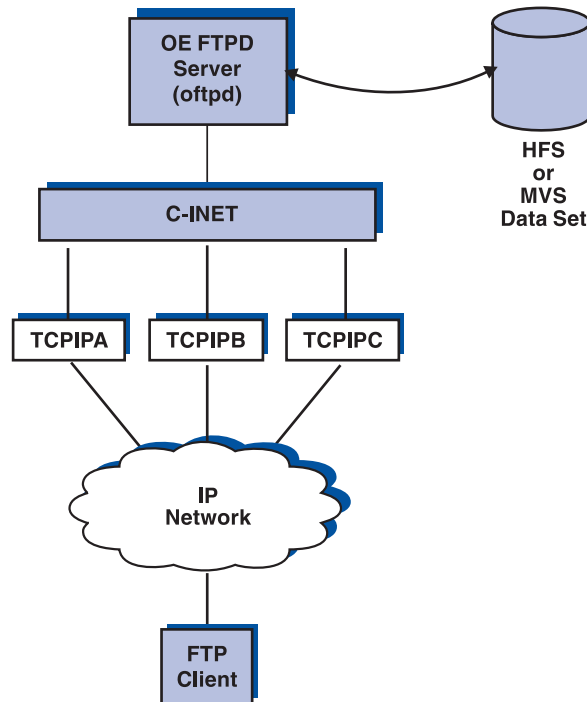 OE FTPD
Server
(oftpd)
HFS
or
MVS
Data Set
C-INET
TCPIPA
TCPIPB
TCPIPC
IP
Network
FTP
Client